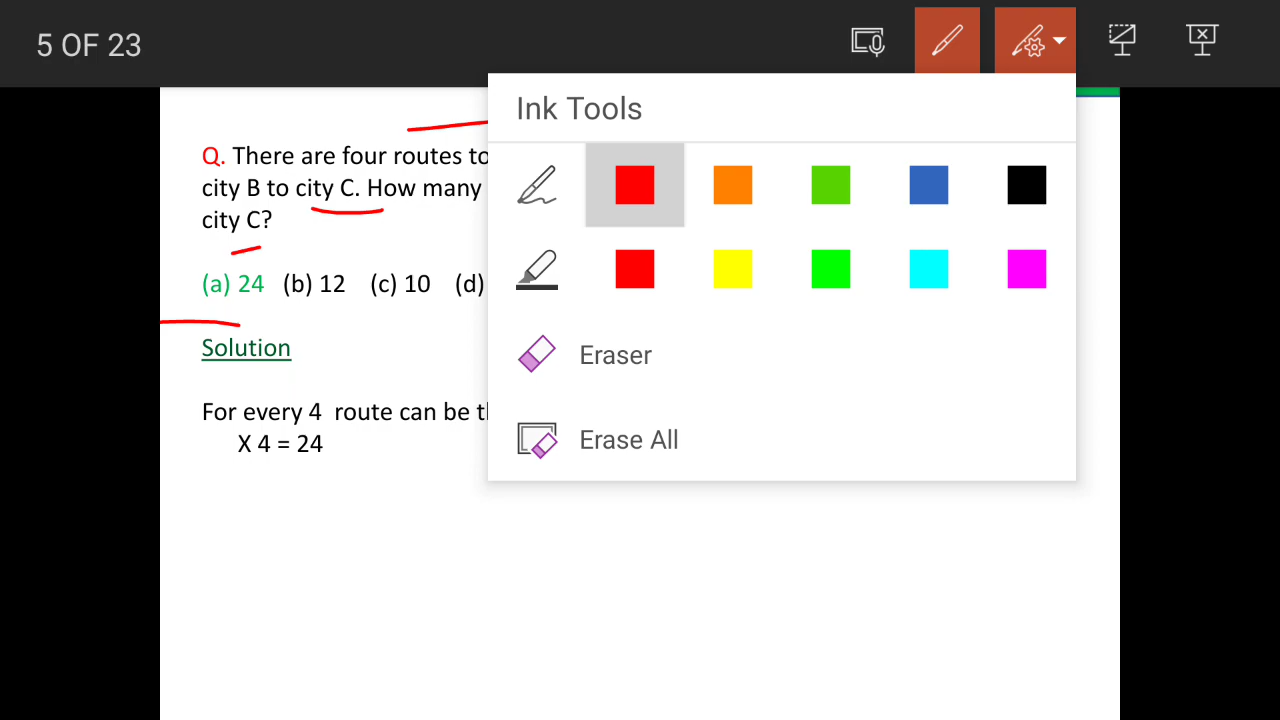 5 OF 23
Ink Tools
Q. There are four routes to
city B to city C. How many
city C?
(a) 24 (b) 12 (c) 10 (d)
Eraser
Solution
For every 4 route can be
Erase All
X 4 = 24